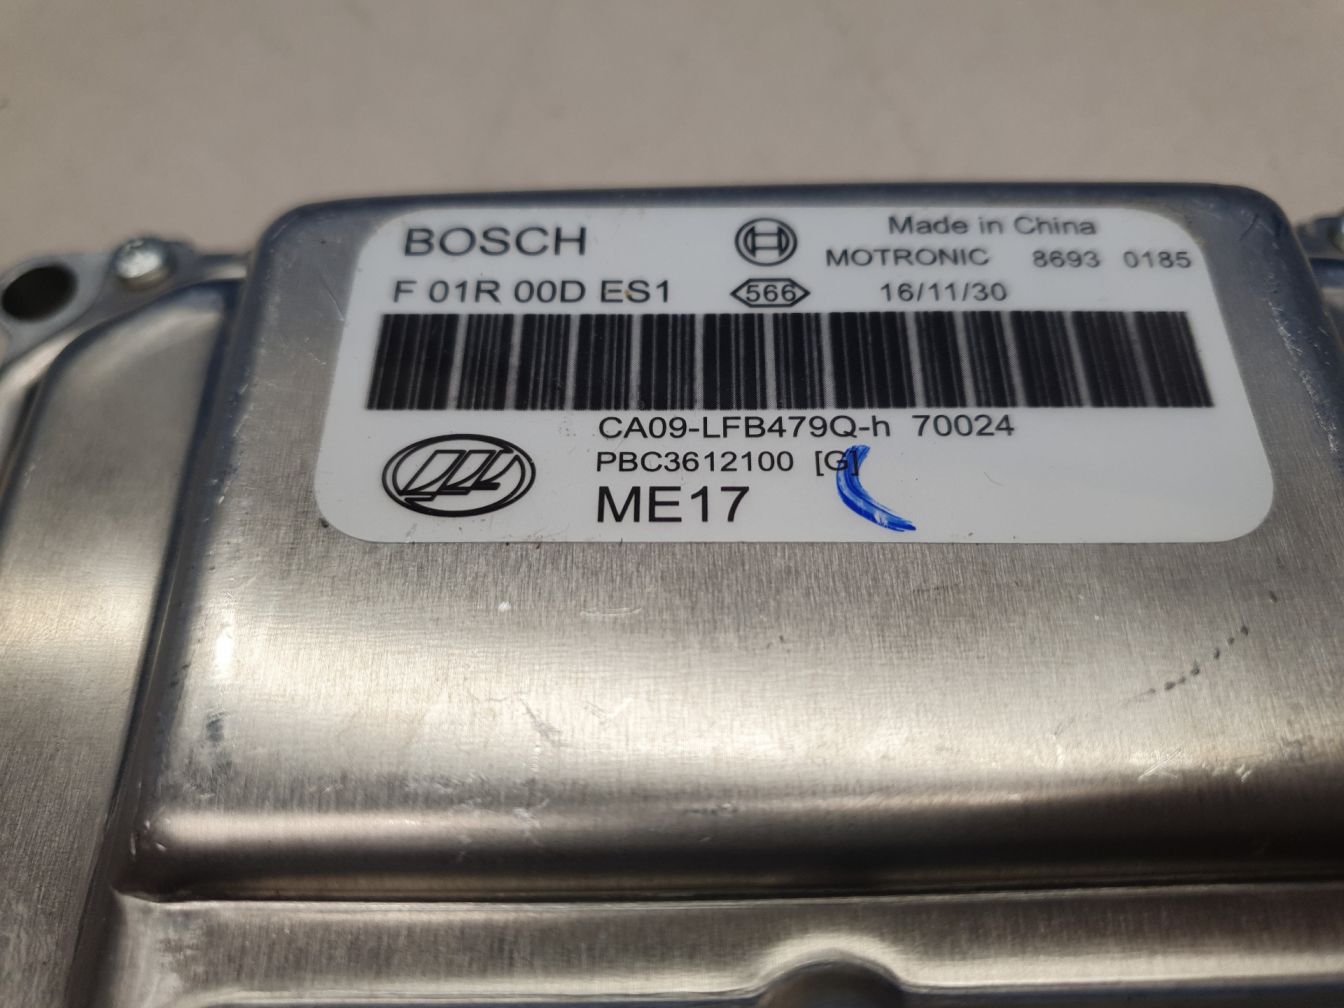 BOSCH
Made in China
MOTRONIC 8693 0185
F 01R 00D ES1
566
16/11/30
CA09-LFB479Q-h 70024
PBC3612100 [G]
ME17